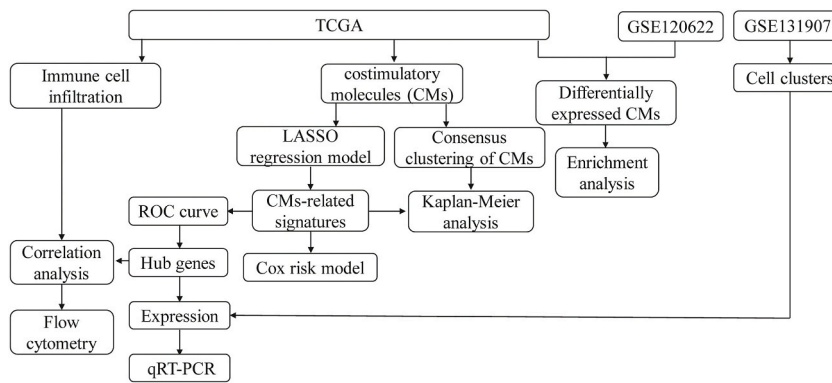 TCGA
GSE120622
GSE131907
Immune cell
infiltration
costimulatory
molecules (CMs)
Differentially
expressed CMs
Cell clusters
LASSO
regression model
Consensus
clustering of CMs
Enrichment
analysis
ROC curve
CMs-related
signatures
Kaplan-Meier
analysis
Correlation
analysis
Hub genes
Cox risk model
Flow
cytometry
Expression
qRT-PCR